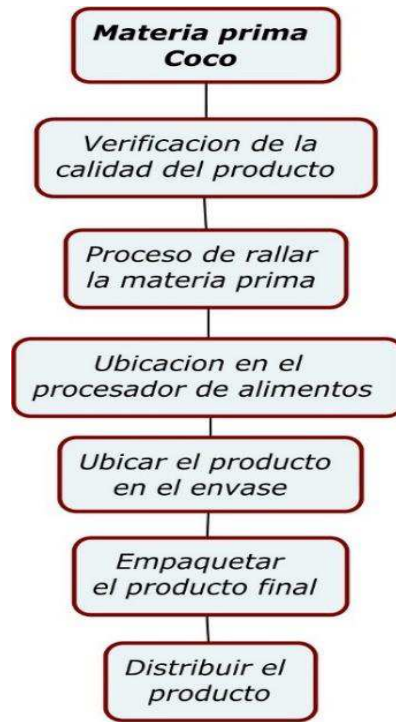 Materia prima
Coco
Verificacion de la
calidad del producto
Proceso de rallar
la materia prima
Ubicacion en el
procesador de alimentos
Ubicar el producto
en el envase
Empaquetar
el producto final
Distribuir el
producto